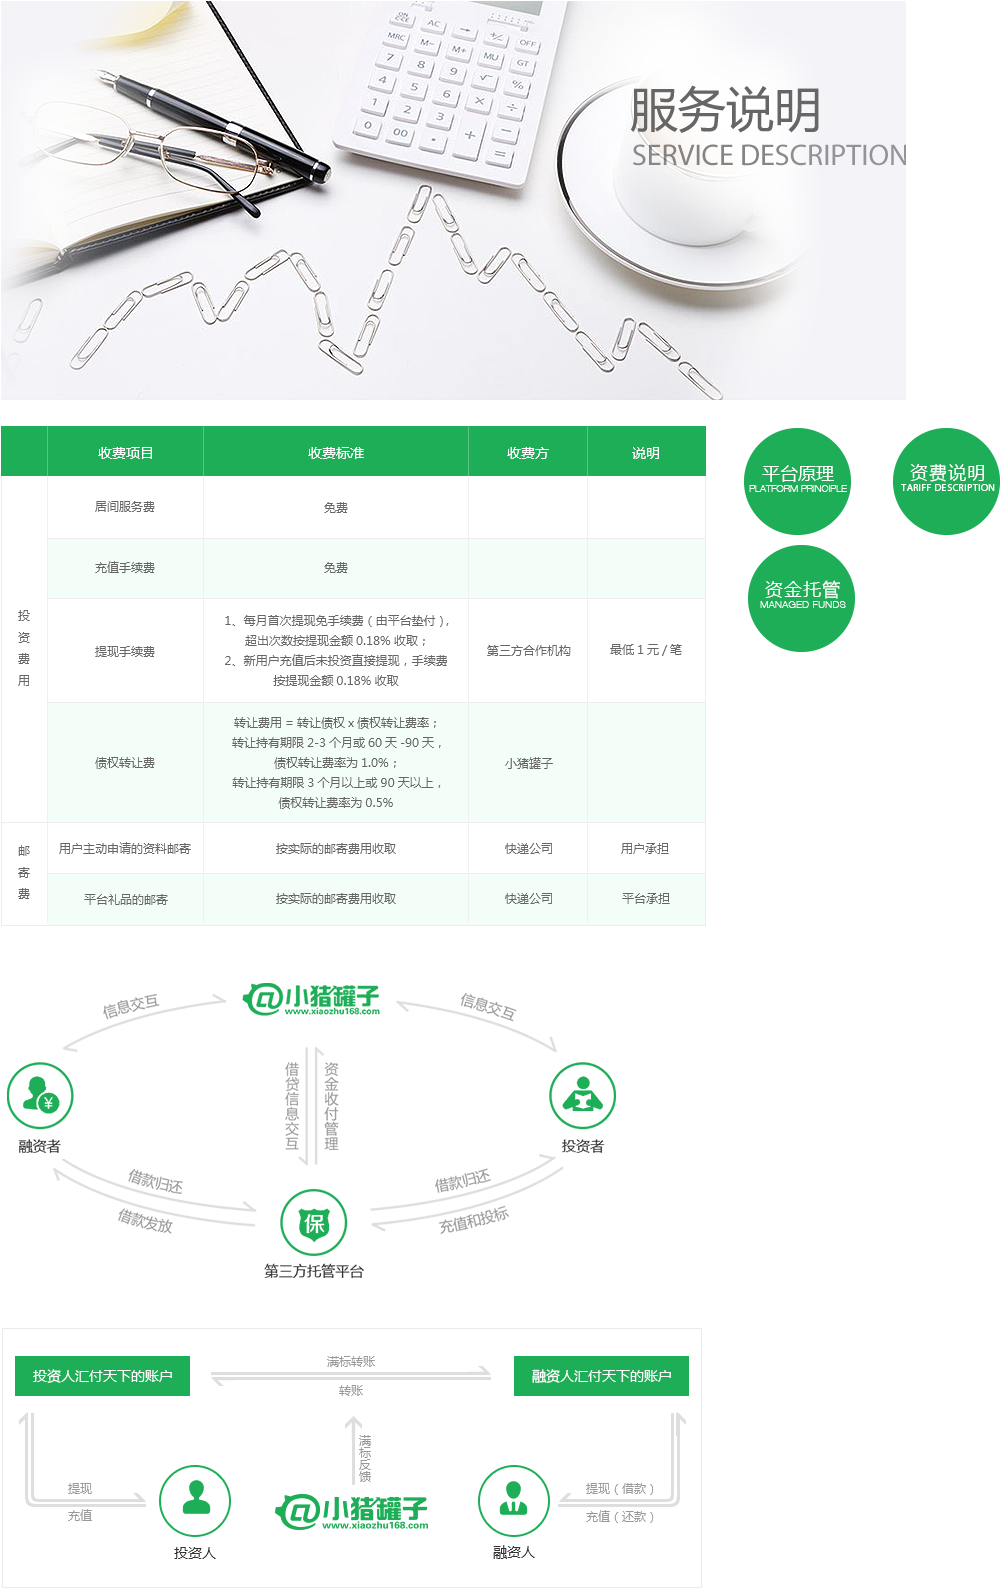 ON
CCE
AC
→
+/-
OFF
MRC
M-
M+
MU
GT
7
8
9
√
%
4
5
6
×
÷
1
2
3
+
−
0
00
.
=
服务说明
SERVICE DESCRIPTION
收费项目
收费标准
收费方
说明
投资费用
居间服务费
免费
充值手续费
免费
提现手续费
1、每月首次提现免手续费（由平台垫付），
超出次数按提现金额 0.18% 收取；
2、新用户充值后未投资直接提现，手续费
按提现金额 0.18% 收取
第三方合作机构
最低 1 元 / 笔
债权转让费
转让费用 = 转让债权 x 债权转让费率；
转让持有期限 2-3 个月或 60 天 -90 天，
债权转让费率为 1.0%；
转让持有期限 3 个月以上或 90 天以上，
债权转让费率为 0.5%
小猪罐子
邮寄费
用户主动申请的资料邮寄
按实际的邮寄费用收取
快递公司
用户承担
平台礼品的邮寄
按实际的邮寄费用收取
快递公司
平台承担
平台原理
PLATFORM PRINCIPLE
资费说明
TARIFF DESCRIPTION
资金托管
MANAGED FUNDS
信息交互
@小猪罐子
www.xiaozhu168.com
信息交互
借贷信息交互
资金收付管理
¥
融资者
投资者
借款归还
借款发放
借款归还
充值和投标
保
第三方托管平台
投资人汇付天下的账户
满标转账
转账
融资人汇付天下的账户
满标反馈
提现
充值
投资人
@小猪罐子
www.xiaozhu168.com
融资人
提现（借款）
充值（还款）